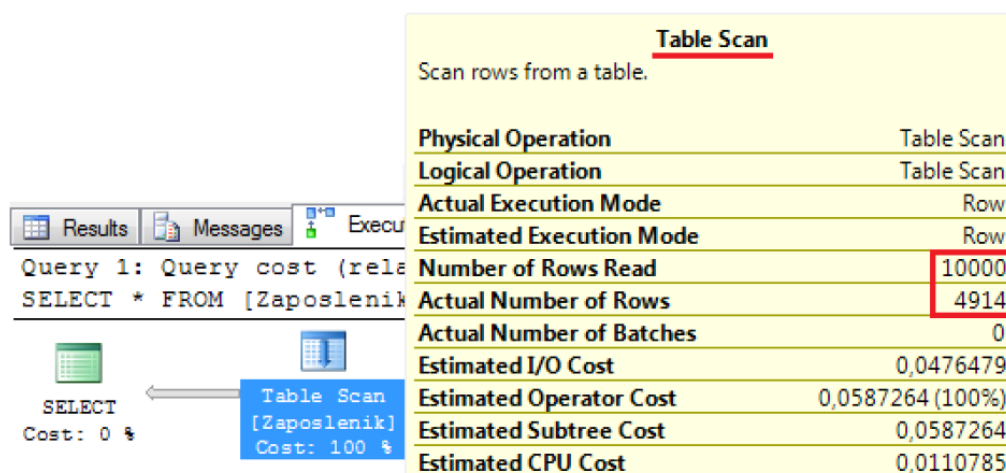 Table Scan
Scan rows from a table.
Physical Operation Table Scan
Logical Operation Table Scan
Actual Execution Mode Row
Estimated Execution Mode Row
Number of Rows Read 10000
Actual Number of Rows 4914
Actual Number of Batches 0
Estimated I/O Cost 0,0476479
Estimated Operator Cost 0,0587264 (100%)
Estimated Subtree Cost 0,0587264
Estimated CPU Cost 0,0110785
Results Messages Execu
Query 1: Query cost (rela
SELECT * FROM [Zaposlenik
SELECT
Cost: 0 %
Table Scan
[Zaposlenik]
Cost: 100 %